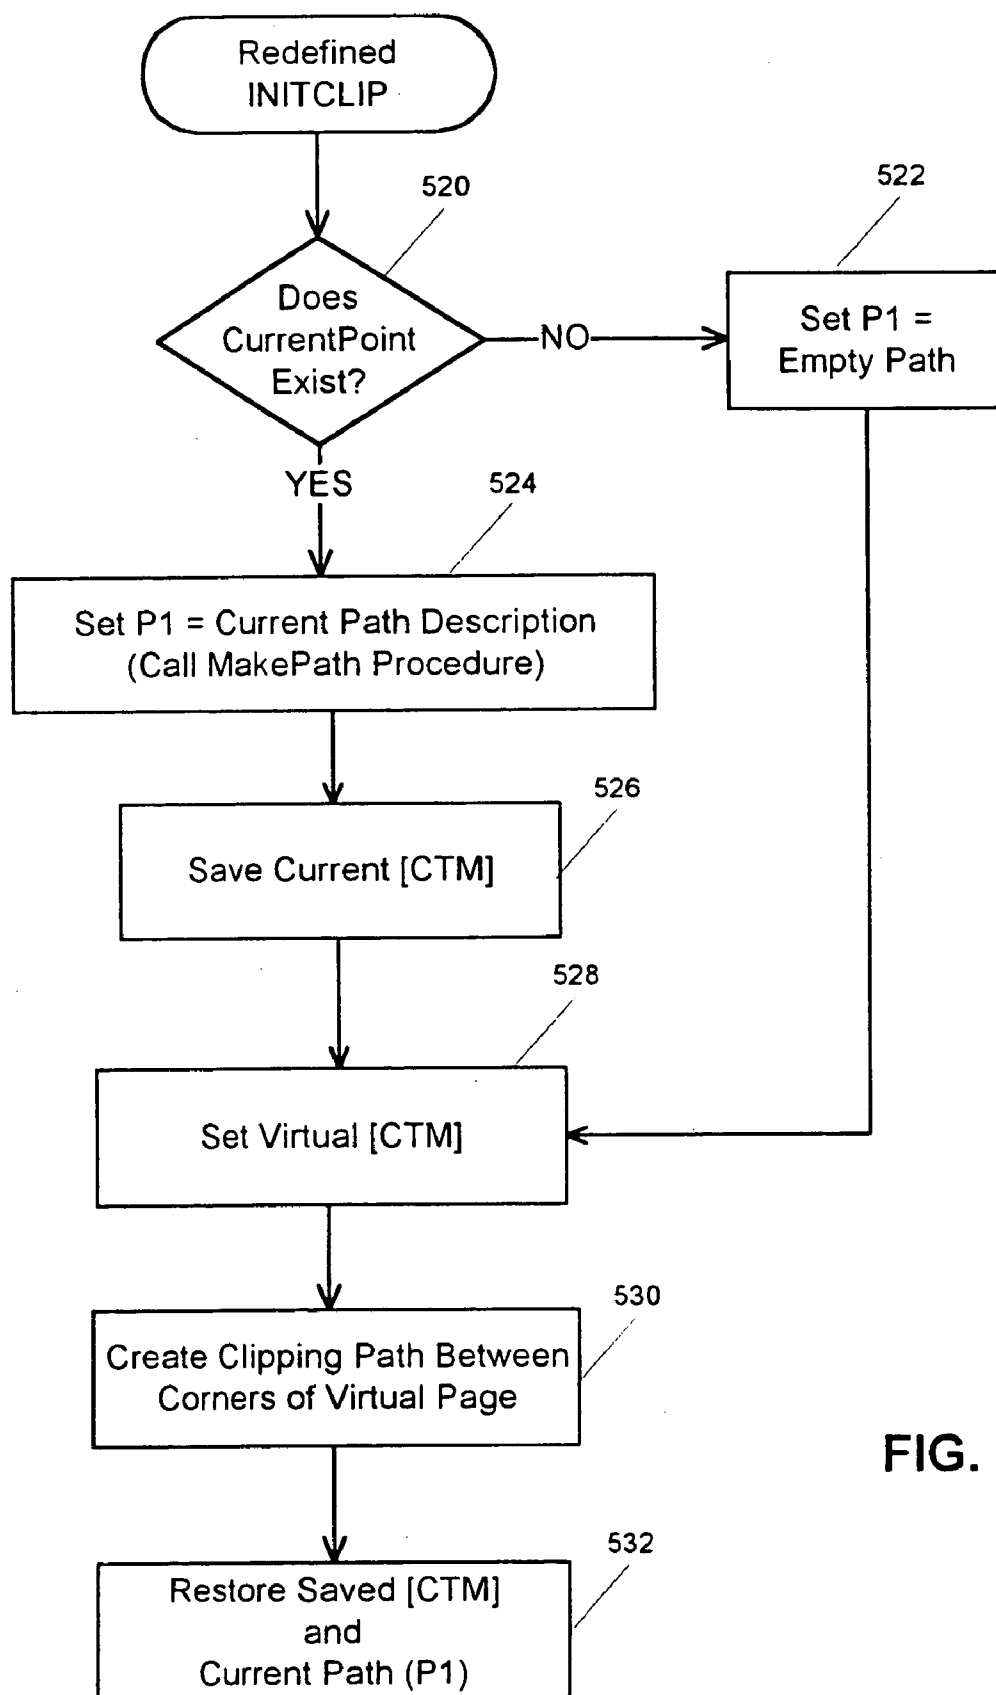 Redefined
INITCLIP
520
522
Does
CurrentPoint
Exist?
NO
Set P1 =
Empty Path
YES
524
Set P1 = Current Path Description
(Call MakePath Procedure)
526
Save Current [CTM]
528
Set Virtual [CTM]
530
Create Clipping Path Between
Corners of Virtual Page
FIG.
532
Restore Saved [CTM]
and
Current Path (P1)